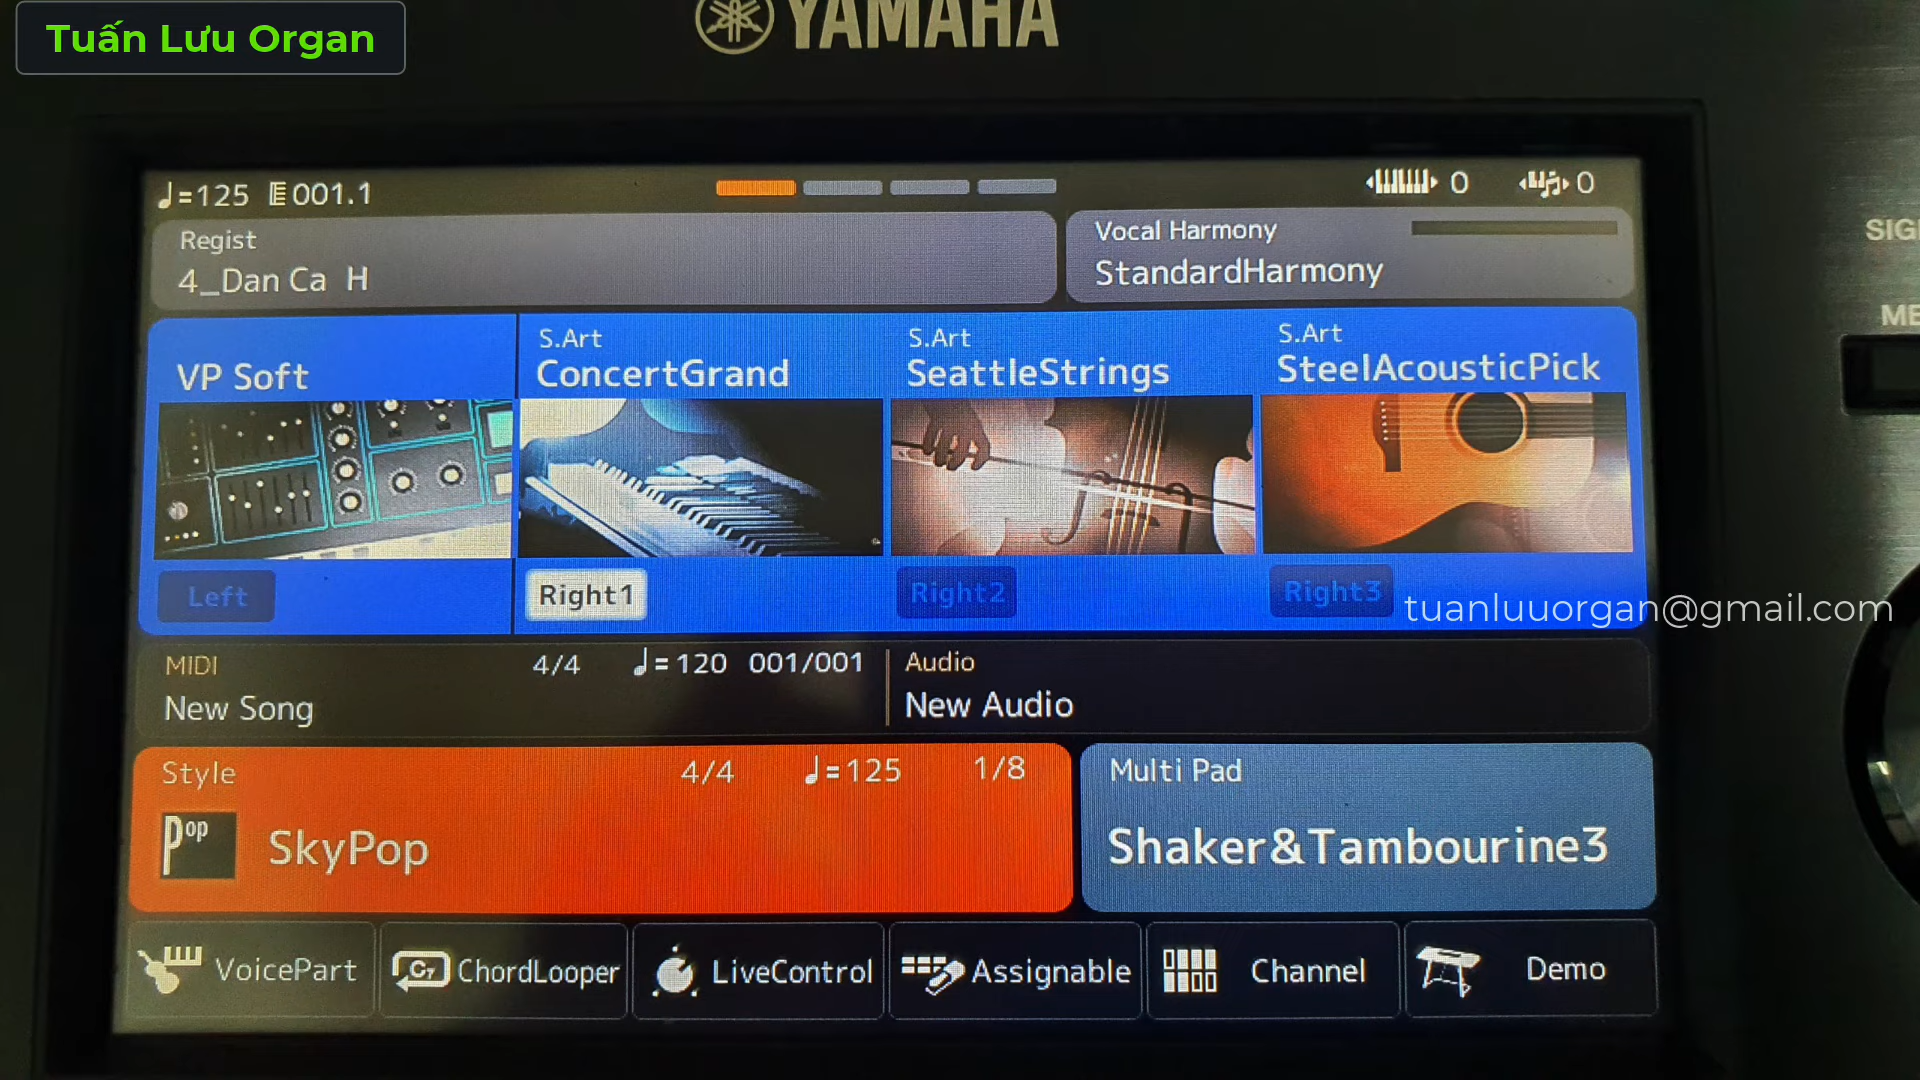 Tuấn Lưu Organ
YAMAHA
♩=125 001.1 0 0
Regist
4_Dan Ca H
Vocal Harmony
StandardHarmony
VP Soft
S.Art
ConcertGrand
S.Art
SeattleStrings
S.Art
SteelAcousticPick
Left Right1 Right2 Right3
tuanluuorgan@gmail.com
MIDI 4/4 ♩=120 001/001
New Song
Audio
New Audio
Style 4/4 ♩=125 1/8
Pop SkyPop
Multi Pad
Shaker&Tambourine3
VoicePart C7 ChordLooper LiveControl Assignable Channel Demo